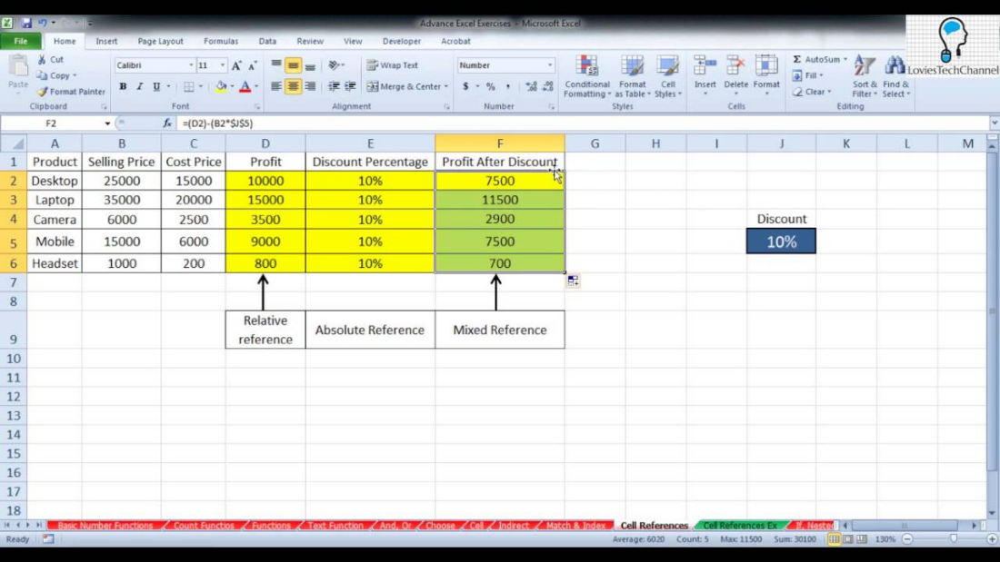 Advance Excel Exercises - Microsoft Excel
File Home Insert Page Layout Formulas Data Review View Developer Acrobat
LoviesTechChannel
Paste
Cut
Copy
Format Painter
Clipboard
Calibri 11
B I U
Font
Wrap Text
Merge & Center
Alignment
Number
$ % ,
Number
Conditional Formatting
Format as Table
Cell Styles
Styles
Insert Delete Format
Cells
Σ AutoSum
Fill
Clear
Sort & Filter
Find & Select
Editing
F2 fx =(D2)-(B2*$J$5)
A B C D E F G H I J K L M
1 Product Selling Price Cost Price Profit Discount Percentage Profit After Discount
2 Desktop 25000 15000 10000 10% 7500
3 Laptop 35000 20000 15000 10% 11500
4 Camera 6000 2500 3500 10% 2900 Discount
5 Mobile 15000 6000 9000 10% 7500 10%
6 Headset 1000 200 800 10% 700
7
8
9 Relative reference Absolute Reference Mixed Reference
10
11
12
13
14
15
16
17
18
Basic Number Functions Count Functios Functions Text Function And, Or Choose Cell Indirect Match & Index Cell References Cell References Ex If, Nested
Ready Average: 6020 Count: 5 Max: 11500 Sum: 30100 130%